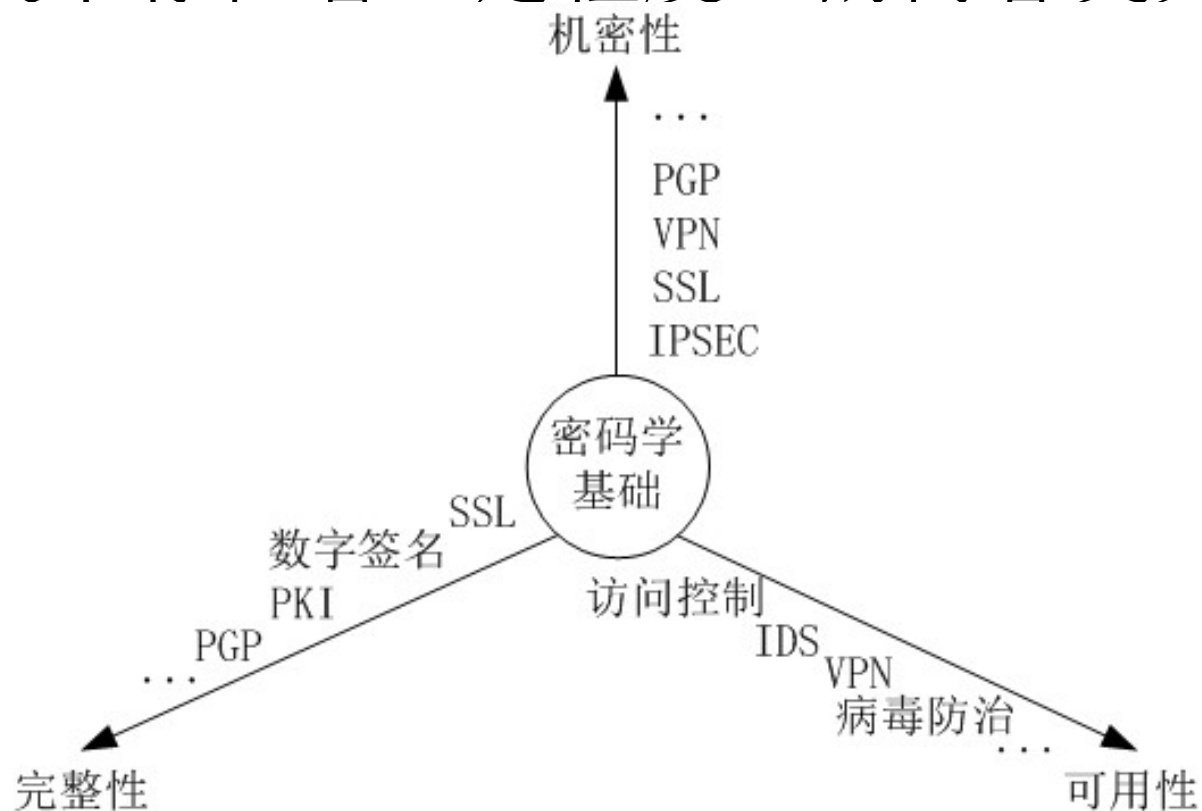 机密性
...
PGP
VPN
SSL
IPSEC
密码学
基础
SSL
数字签名
PKI
PGP
...
访问控制
IDS
VPN
病毒防治
...
完整性
可用性